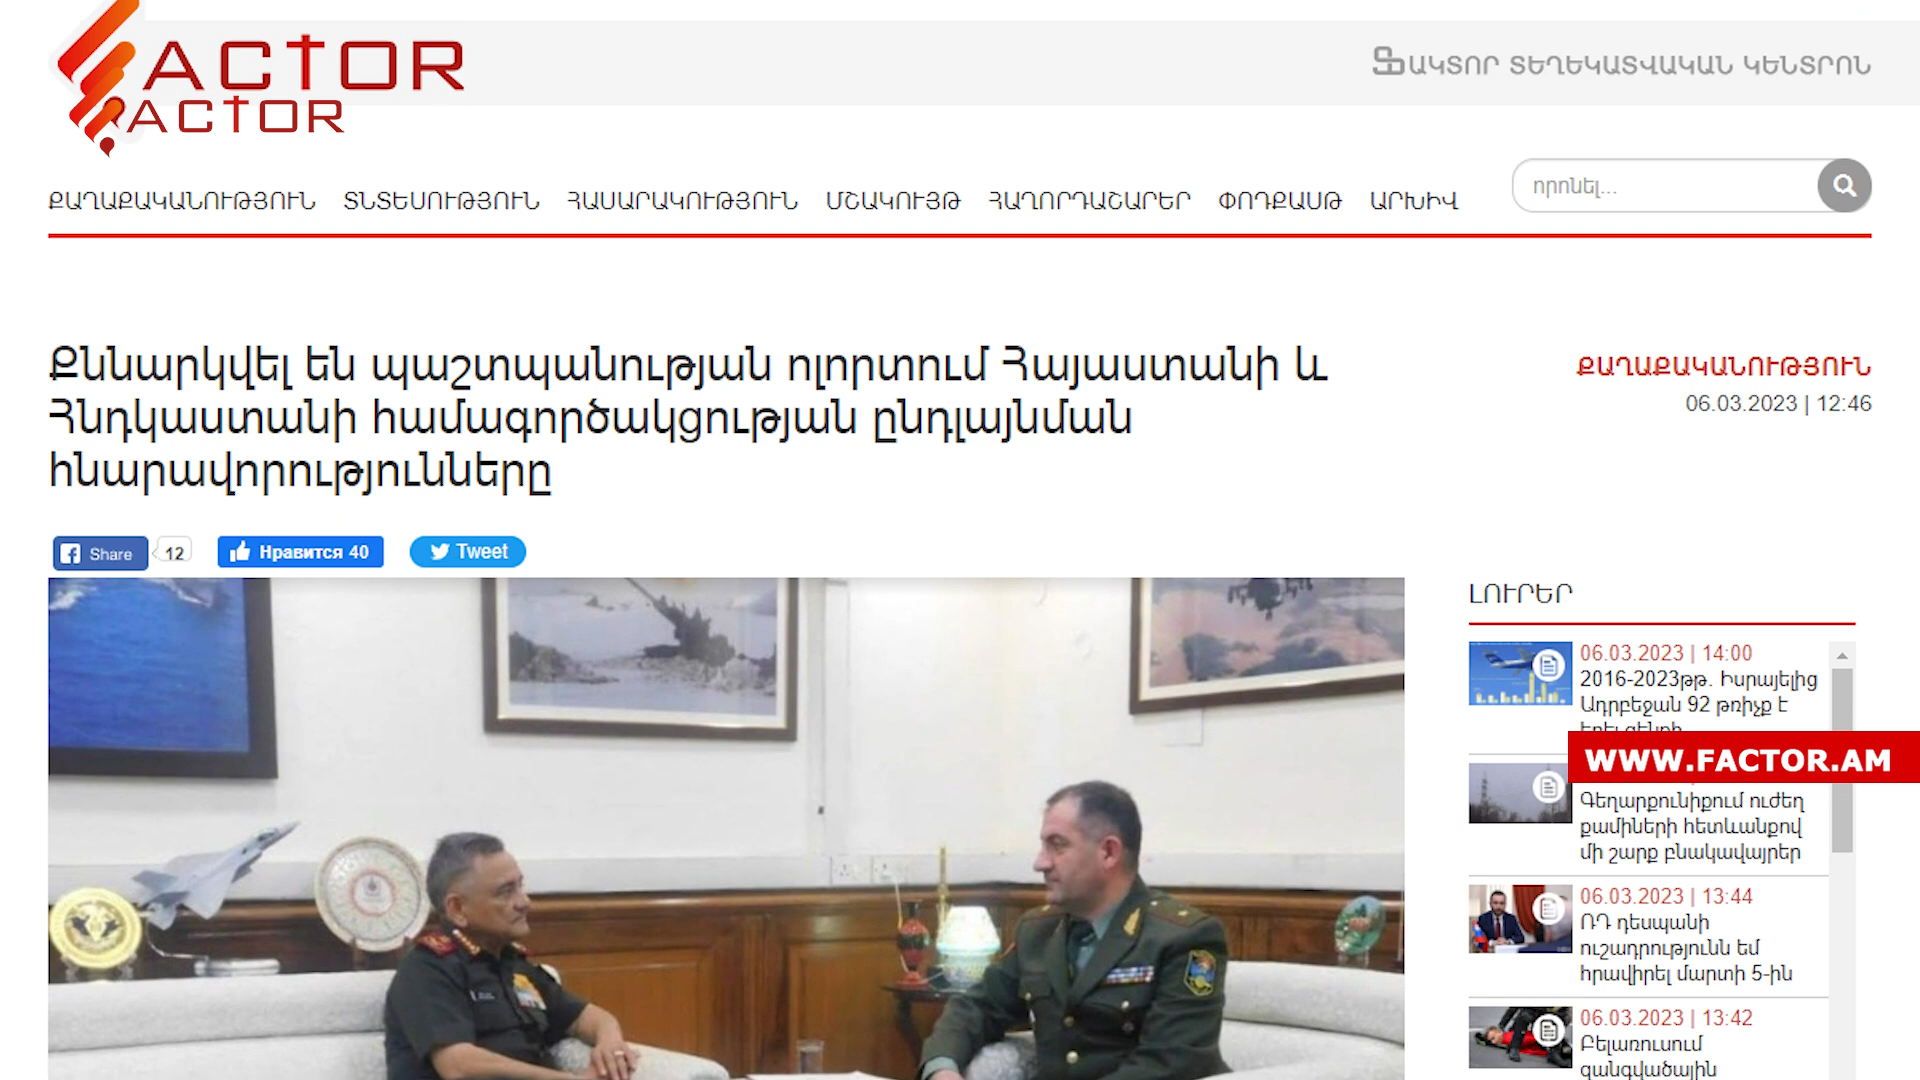 ACTOR
ACTOR
ՖԱԿՏՈՐ ՏԵՂԵԿԱՏՎԱԿԱՆ ԿԵՆՏՐՈՆ
ՔԱՂԱՔԱԿԱՆՈՒԹՅՈՒՆ ՏՆՏԵՍՈՒԹՅՈՒՆ ՀԱՍԱՐԱԿՈՒԹՅՈՒՆ ՄՇԱԿՈՒՅԹ ՀԱՂՈՐԴԱՇԱՐԵՐ ՓՈԴՔԱՍԹ ԱՐԽԻՎ
որոնել...
Քննարկվել են պաշտպանության ոլորտում Հայաստանի և
Հնդկաստանի համագործակցության ընդլայնման
հնարավորությունները
ՔԱՂԱՔԱԿԱՆՈՒԹՅՈՒՆ
06.03.2023 | 12:46
Share 12 Нравится 40 Tweet
ԼՈՒՐԵՐ
06.03.2023 | 14:00
2016-2023թթ. Իսրայելից
Ադրբեջան 92 թռիչք է
WWW.FACTOR.AM
Գեղարքունիքում ուժեղ
քամիների հետևանքով
մի շարք բնակավայրեր
06.03.2023 | 13:44
ՌԴ դեսպանի
ուշադրությունն եմ
հրավիրել մարտի 5-ին
06.03.2023 | 13:42
Բելառուսում
զանգվածային